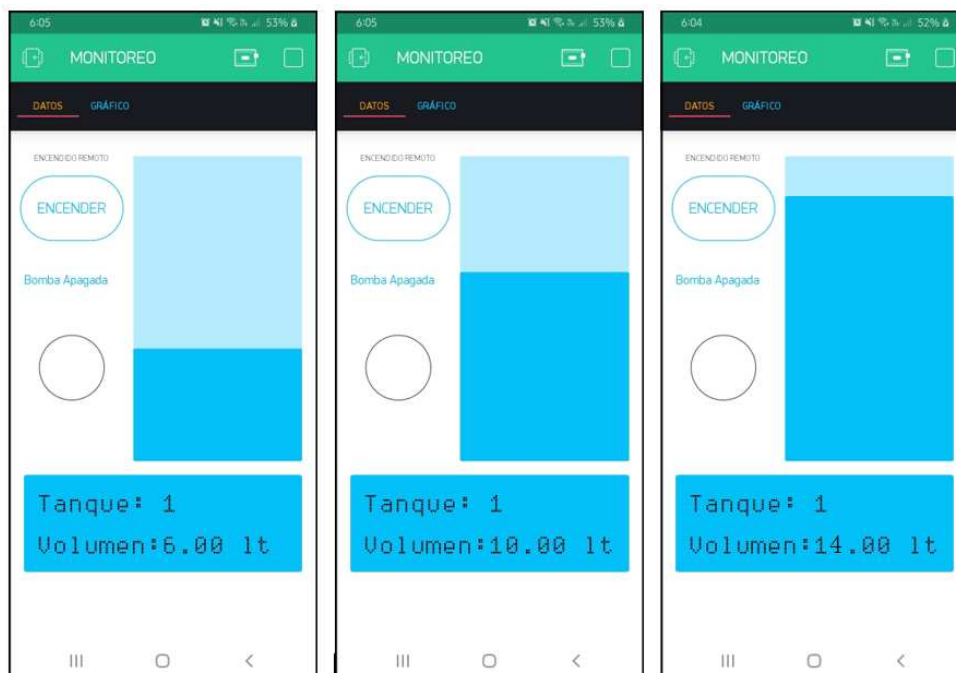 6:05 53%
MONITOREO
DATOS GRÁFICO
ENCENDIDO REMOTO
ENCENDER
Bomba Apagada
Tanque: 1
Volumen:6.00 lt
6:05 53%
MONITOREO
DATOS GRÁFICO
ENCENDIDO REMOTO
ENCENDER
Bomba Apagada
Tanque: 1
Volumen:10.00 lt
6:04 52%
MONITOREO
DATOS GRÁFICO
ENCENDIDO REMOTO
ENCENDER
Bomba Apagada
Tanque: 1
Volumen:14.00 lt